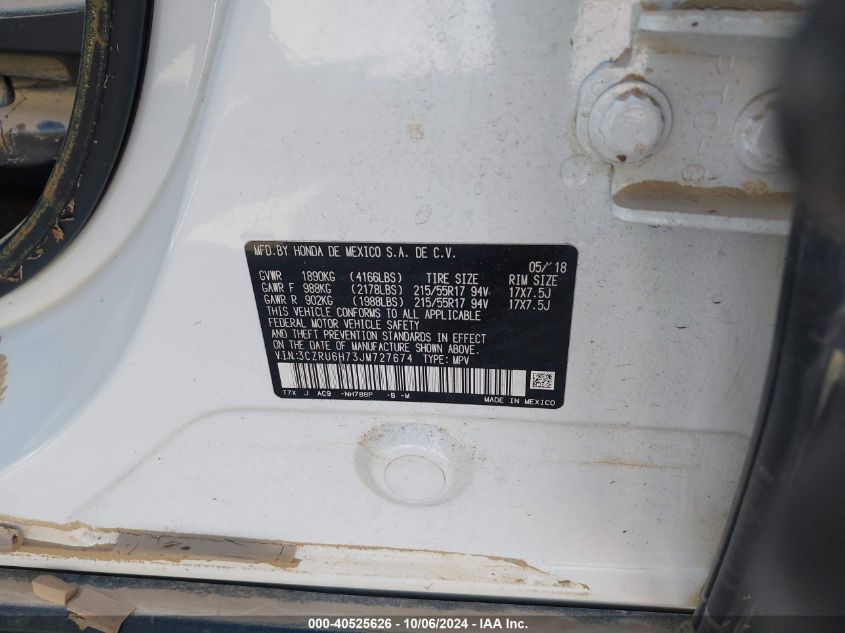 MFD.BY HONDA DE MEXICO S.A. DE C.V. 05/'18
GVWR 1890KG (4166LBS) TIRE SIZE RIM SIZE
GAWR F 988KG (2178LBS) 215/55R17 94V 17X7.5J
GAWR R 902KG (1988LBS) 215/55R17 94V 17X7.5J
THIS VEHICLE CONFORMS TO ALL APPLICABLE
FEDERAL MOTOR VEHICLE SAFETY
AND THEFT PREVENTION STANDARDS IN EFFECT
ON THE DATE OF MANUFACTURE SHOWN ABOVE.
VIN:3CZRU6H73JM727674 TYPE: MPV
T7X J AC9 -NH788P -B -M MADE IN MEXICO
000-40525626 - 10/06/2024 - IAAI.com